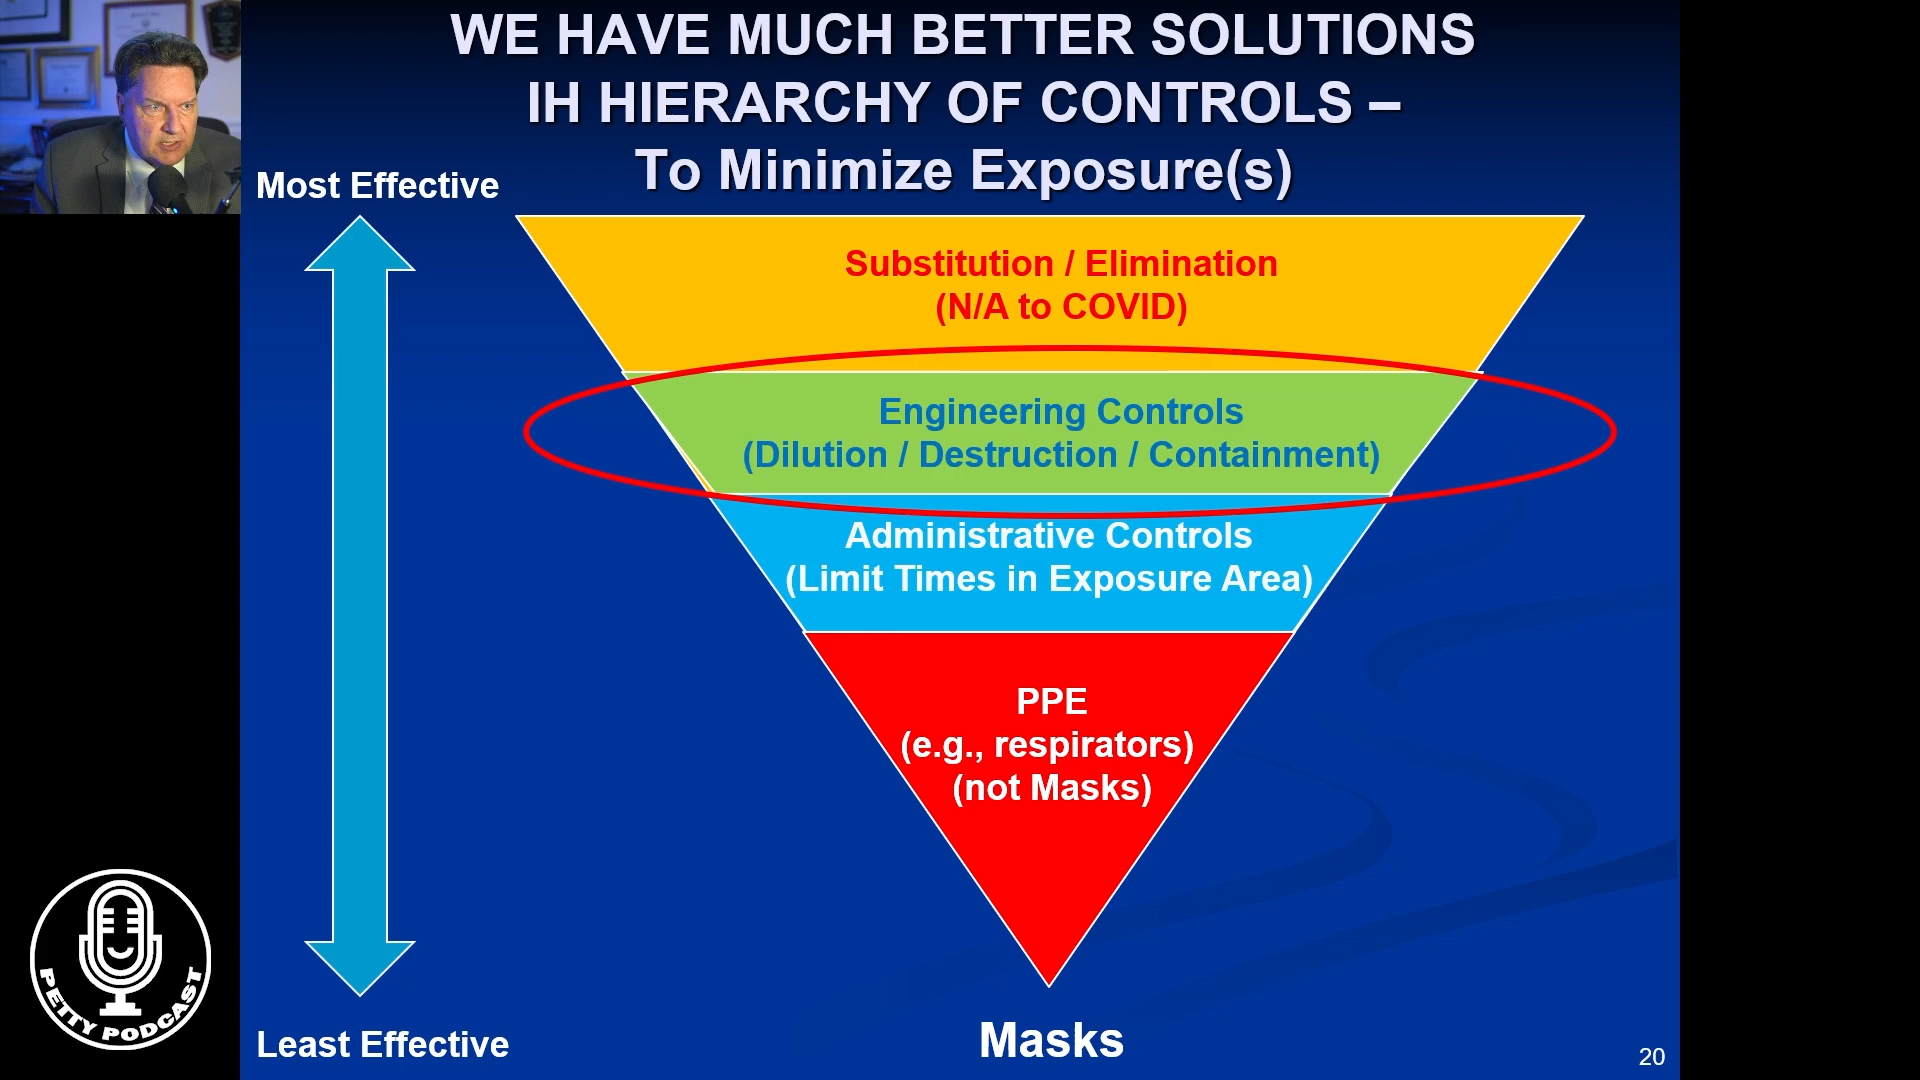 WE HAVE MUCH BETTER SOLUTIONS
IH HIERARCHY OF CONTROLS –
To Minimize Exposure(s)
Most Effective
Substitution / Elimination
(N/A to COVID)
Engineering Controls
(Dilution / Destruction / Containment)
Administrative Controls
(Limit Times in Exposure Area)
PPE
(e.g., respirators)
(not Masks)
PETTY PODCAST
Least Effective
Masks
20